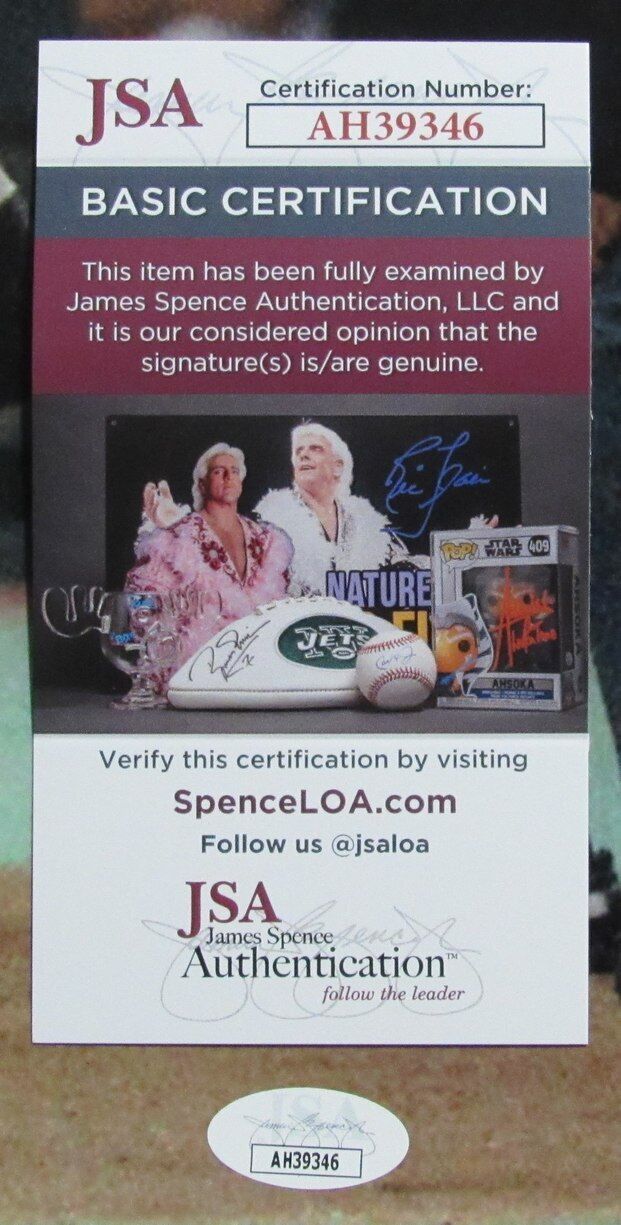 JSA
Certification Number:
AH39346
BASIC CERTIFICATION
This item has been fully examined by
James Spence Authentication, LLC and
it is our considered opinion that the
signature(s) is/are genuine.
POP! STAR WARS 409
NATURE
JETS
AHSOKA
Verify this certification by visiting
SpenceLOA.com
Follow us @jsaloa
JSA
James Spence
Authentication™
follow the leader
AH39346